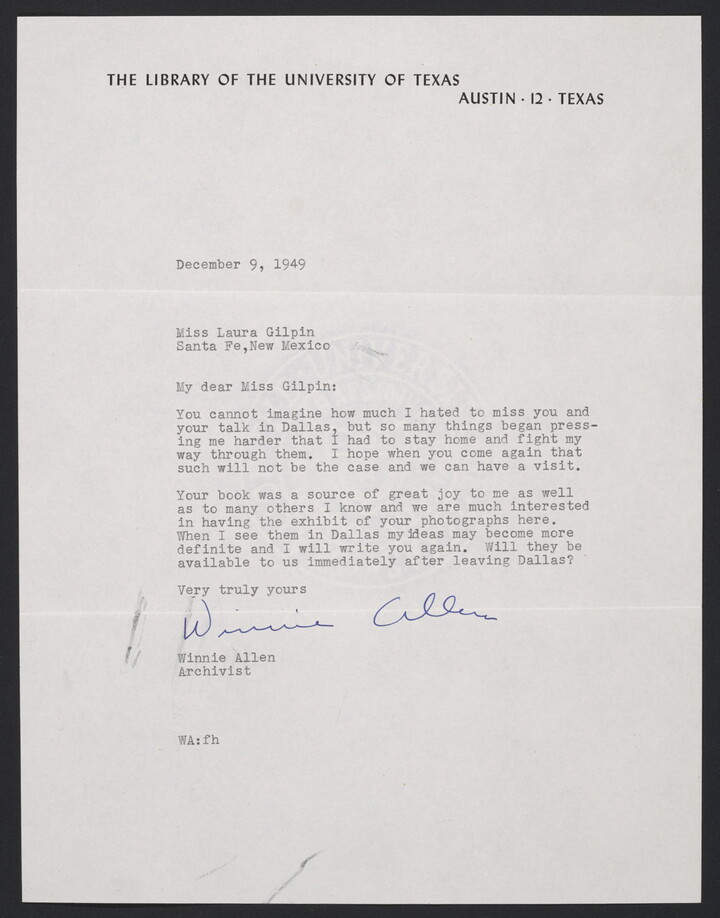 THE LIBRARY OF THE UNIVERSITY OF TEXAS
AUSTIN · 12 · TEXAS
December 9, 1949
Miss Laura Gilpin
Santa Fe,New Mexico
My dear Miss Gilpin:
You cannot imagine how much I hated to miss you and
your talk in Dallas, but so many things began press-
ing me harder that I had to stay home and fight my
way through them.  I hope when you come again that
such will not be the case and we can have a visit.
Your book was a source of great joy to me as well
as to many others I know and we are much interested
in having the exhibit of your photographs here.
When I see them in Dallas my ideas may become more
definite and I will write you again.  Will they be
available to us immediately after leaving Dallas?
Very truly yours
Winnie Allen
Winnie Allen
Archivist
WA:fh